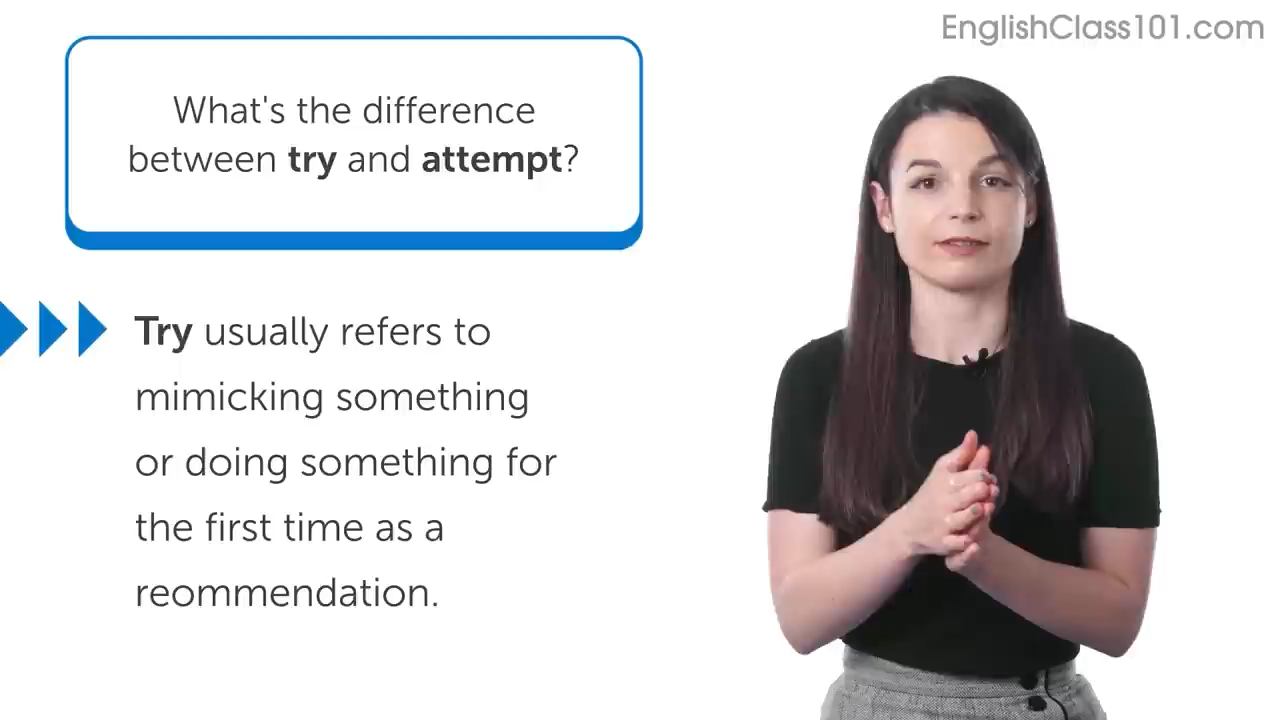 EnglishClass101.com
What's the difference
between try and attempt?
Try usually refers to
mimicking something
or doing something for
the first time as a
reommendation.